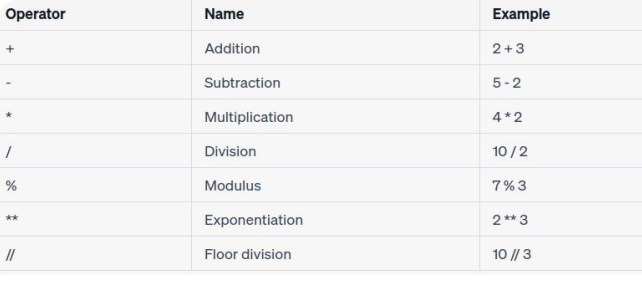 Operator Name Example
+ Addition 2 + 3
- Subtraction 5 - 2
* Multiplication 4 * 2
/ Division 10 / 2
% Modulus 7 % 3
** Exponentiation 2 ** 3
// Floor division 10 // 3